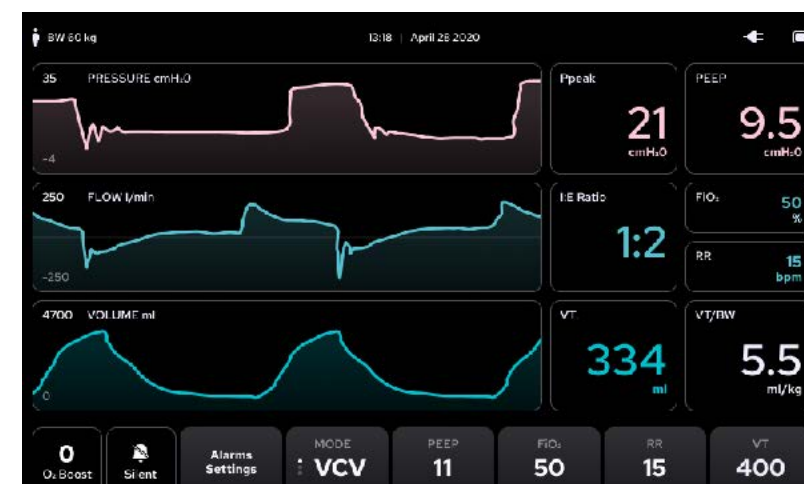 BW 60 kg
13:18 | April 28 2020
35 PRESSURE cmH₂O
-4
Ppeak
21
cmH₂O
PEEP
9.5
cmH₂O
250 FLOW l/min
-250
I:E Ratio
1:2
FiO₂
50
%
RR
15
bpm
4700 VOLUME ml
0
VT
334
ml
VT/BW
5.5
ml/kg
0
O₂ Boost
Silent
Alarms
Settings
MODE
VCV
PEEP
11
FiO₂
50
RR
15
VT
400